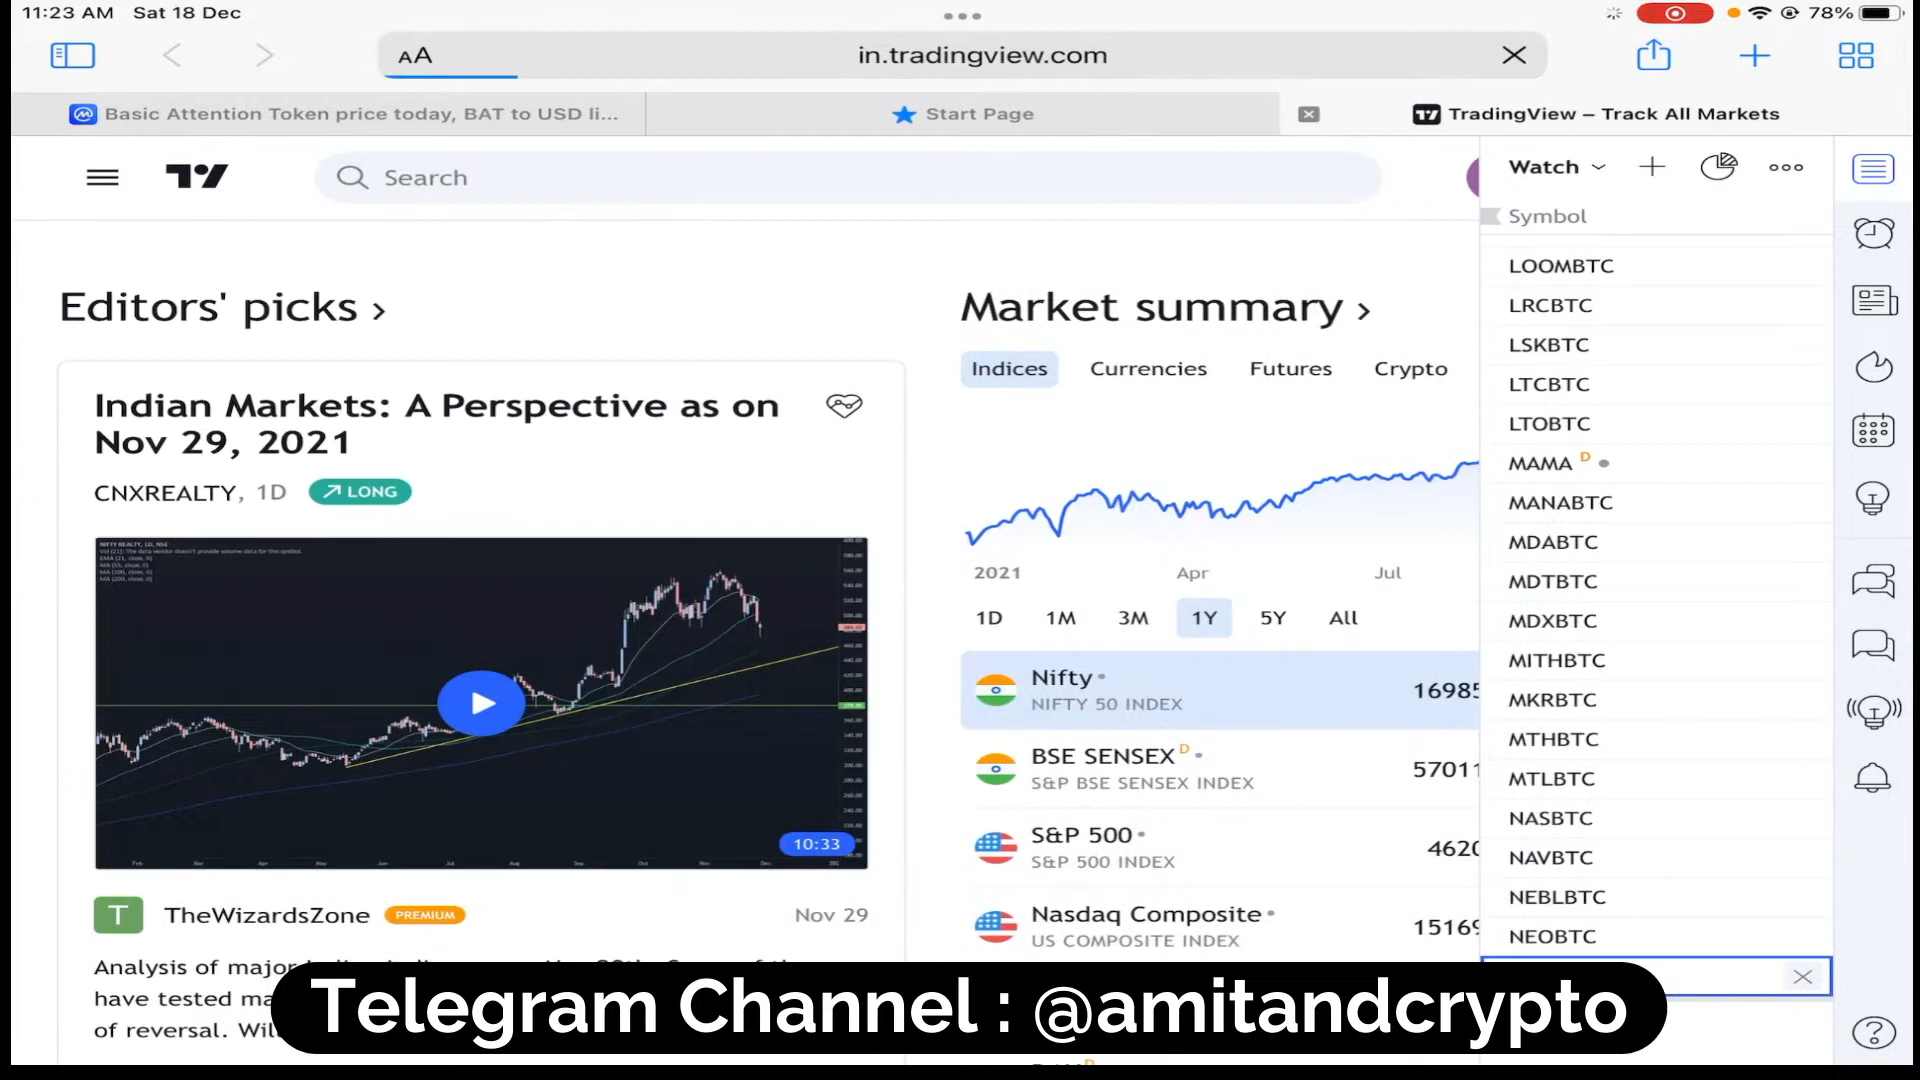 11:23 AM Sat 18 Dec
78%
AA in.tradingview.com
Basic Attention Token price today, BAT to USD li...
Start Page
TradingView – Track All Markets
Search
Watch
Symbol
LOOMBTC
LRCBTC
LSKBTC
LTCBTC
LTOBTC
MAMA D
MANABTC
MDABTC
MDTBTC
MDXBTC
MITHBTC
MKRBTC
MTHBTC
MTLBTC
NASBTC
NAVBTC
NEBLBTC
NEOBTC
Editors' picks
Indian Markets: A Perspective as on
Nov 29, 2021
CNXREALTY, 1D LONG
10:33
T TheWizardsZone PREMIUM Nov 29
Analysis of major
have tested
of reversal.
Market summary
Indices Currencies Futures Crypto
2021 Apr Jul
1D 1M 3M 1Y 5Y All
Nifty
NIFTY 50 INDEX
16985
BSE SENSEX D
S&P BSE SENSEX INDEX
57011
S&P 500
S&P 500 INDEX
4620
Nasdaq Composite
US COMPOSITE INDEX
15169
Telegram Channel : @amitandcrypto